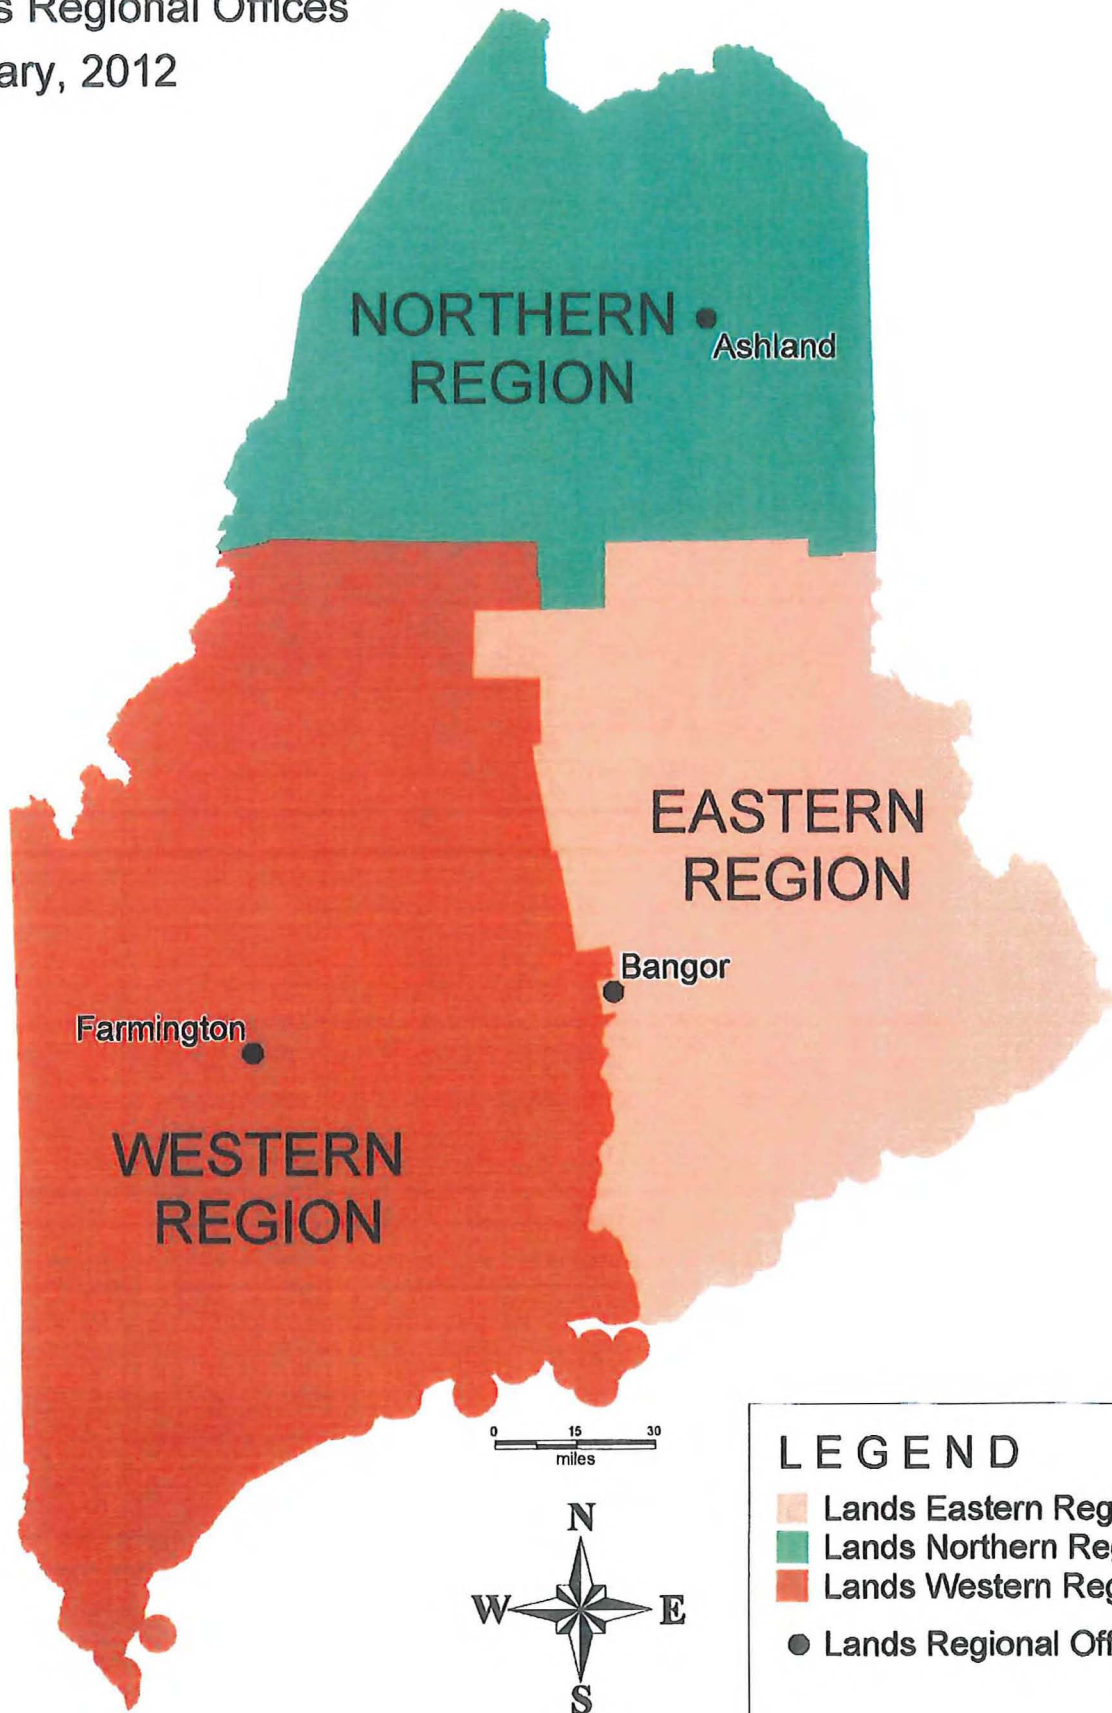 s Regional Offices
ary, 2012
NORTHERN
REGION
Ashland
EASTERN
REGION
Bangor
Farmington
WESTERN
REGION
0 15 30
miles
N
W E
S
LEGEND
Lands Eastern Reg
Lands Northern Re
Lands Western Reg
Lands Regional Off